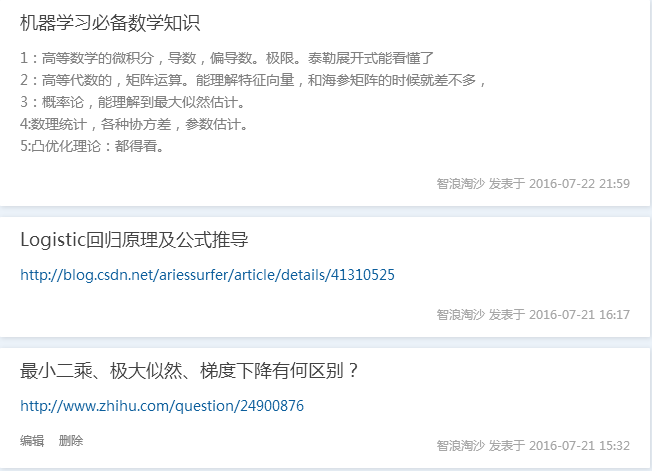 机器学习必备数学知识
1：高等数学的微积分，导数，偏导数。极限。泰勒展开式能看懂了
2：高等代数的，矩阵运算。能理解特征向量，和海参矩阵的时候就差不多，
3：概率论，能理解到最大似然估计。
4:数理统计，各种协方差，参数估计。
5:凸优化理论：都得看。
智浪淘沙 发表于 2016-07-22 21:59
Logistic回归原理及公式推导
http://blog.csdn.net/ariessurfer/article/details/41310525
智浪淘沙 发表于 2016-07-21 16:17
最小二乘、极大似然、梯度下降有何区别？
http://www.zhihu.com/question/24900876
编辑 删除
智浪淘沙 发表于 2016-07-21 15:32